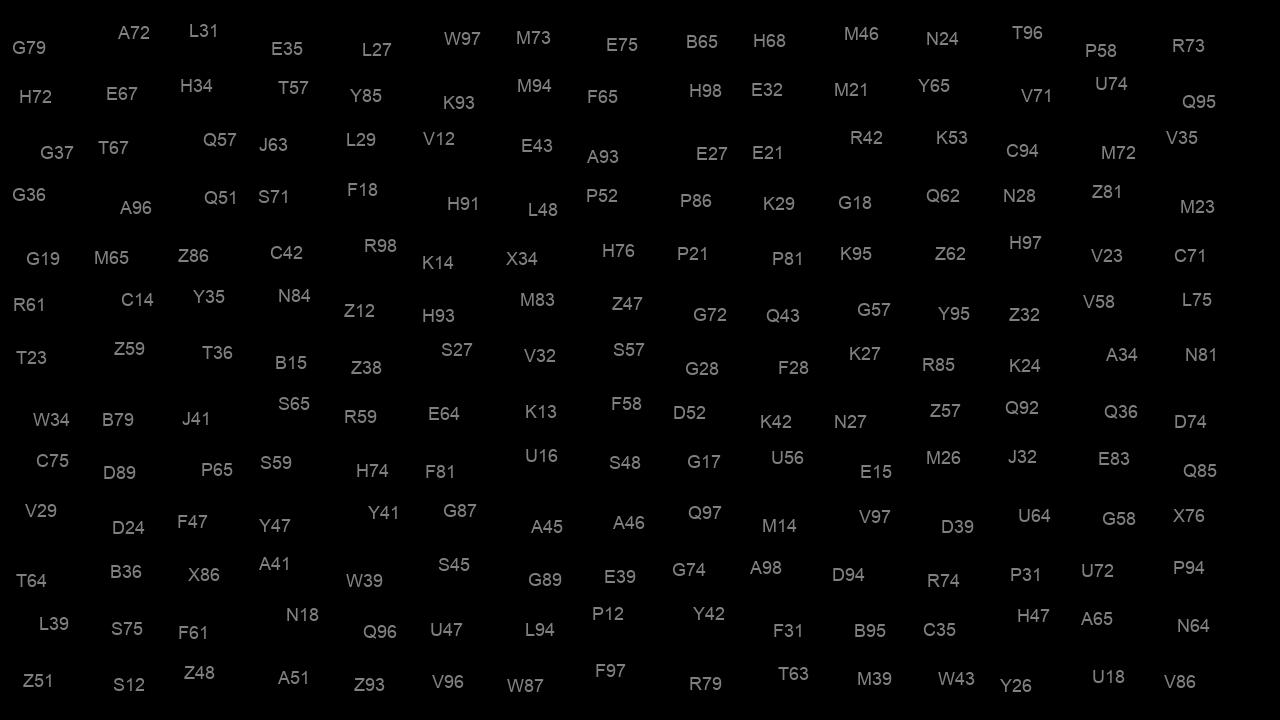 G79 A72 L31 E35 L27 W97 M73 E75 B65 H68 M46 N24 T96 P58 R73
H72 E67 H34 T57 Y85 K93 M94 F65 H98 E32 M21 Y65 V71 U74 Q95
G37 T67 Q57 J63 L29 V12 E43 A93 E27 E21 R42 K53 C94 M72 V35
G36 A96 Q51 S71 F18 H91 L48 P52 P86 K29 G18 Q62 N28 Z81 M23
G19 M65 Z86 C42 R98 K14 X34 H76 P21 P81 K95 Z62 H97 V23 C71
R61 C14 Y35 N84 Z12 H93 M83 Z47 G72 Q43 G57 Y95 Z32 V58 L75
T23 Z59 T36 B15 Z38 S27 V32 S57 G28 F28 K27 R85 K24 A34 N81
W34 B79 J41 S65 R59 E64 K13 F58 D52 K42 N27 Z57 Q92 Q36 D74
C75 D89 P65 S59 H74 F81 U16 S48 G17 U56 E15 M26 J32 E83 Q85
V29 D24 F47 Y47 Y41 G87 A45 A46 Q97 M14 V97 D39 U64 G58 X76
T64 B36 X86 A41 W39 S45 G89 E39 G74 A98 D94 R74 P31 U72 P94
L39 S75 F61 N18 Q96 U47 L94 P12 Y42 F31 B95 C35 H47 A65 N64
Z51 S12 Z48 A51 Z93 V96 W87 F97 R79 T63 M39 W43 Y26 U18 V86